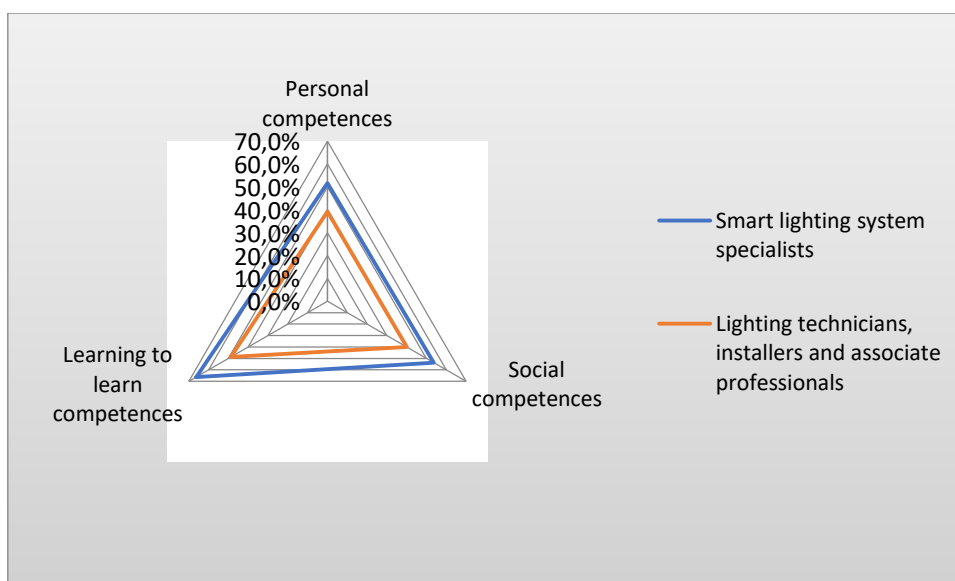 Personal
competences
70,0%
60,0%
50,0%
40,0%
30,0%
20,0%
10,0%
0,0%
Learning to
learn
competences
Social
competences
Smart lighting system
specialists
Lighting technicians,
installers and associate
professionals